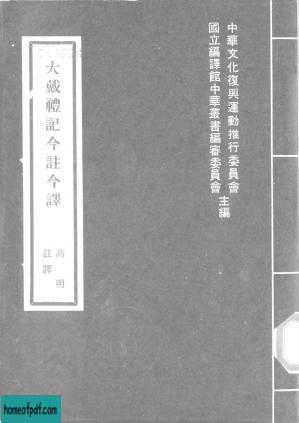 中華文化復興運動推行委員會
國立編譯館中華叢書編審委員會
主編
大戴禮記今註今譯
高明
註譯
homeofpdf.com